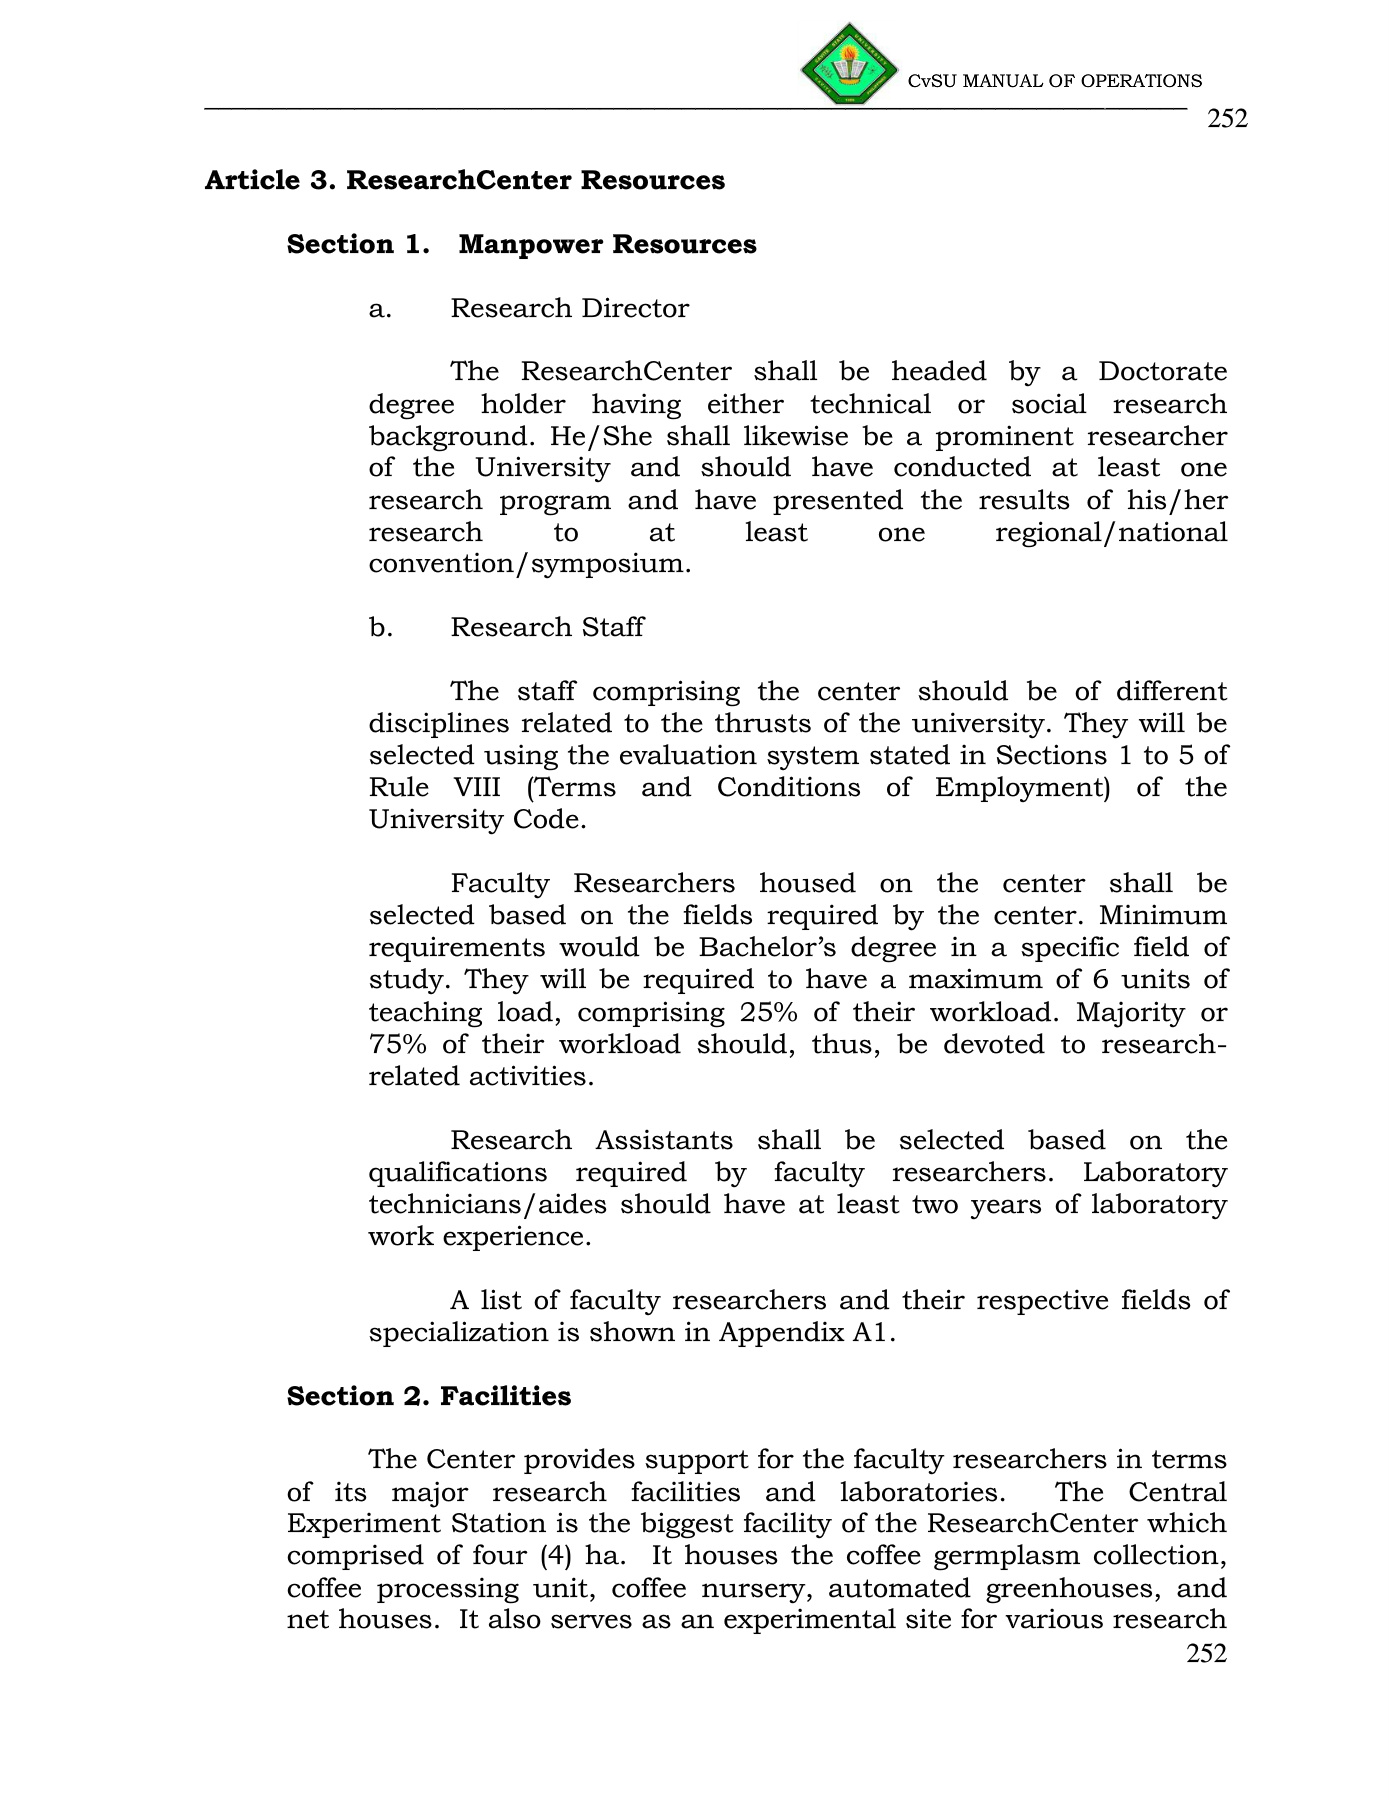 CvSU MANUAL OF OPERATIONS
252
Article 3. ResearchCenter Resources
Section 1. Manpower Resources
a. Research Director
The ResearchCenter shall be headed by a Doctorate
degree holder having either technical or social research
background. He/She shall likewise be a prominent researcher
of the University and should have conducted at least one
research program and have presented the results of his/her
research to at least one regional/national
convention/symposium.
b. Research Staff
The staff comprising the center should be of different
disciplines related to the thrusts of the university. They will be
selected using the evaluation system stated in Sections 1 to 5 of
Rule VIII (Terms and Conditions of Employment) of the
University Code.
Faculty Researchers housed on the center shall be
selected based on the fields required by the center. Minimum
requirements would be Bachelor’s degree in a specific field of
study. They will be required to have a maximum of 6 units of
teaching load, comprising 25% of their workload. Majority or
75% of their workload should, thus, be devoted to research-
related activities.
Research Assistants shall be selected based on the
qualifications required by faculty researchers. Laboratory
technicians/aides should have at least two years of laboratory
work experience.
A list of faculty researchers and their respective fields of
specialization is shown in Appendix A1.
Section 2. Facilities
The Center provides support for the faculty researchers in terms
of its major research facilities and laboratories. The Central
Experiment Station is the biggest facility of the ResearchCenter which
comprised of four (4) ha. It houses the coffee germplasm collection,
coffee processing unit, coffee nursery, automated greenhouses, and
net houses. It also serves as an experimental site for various research
252